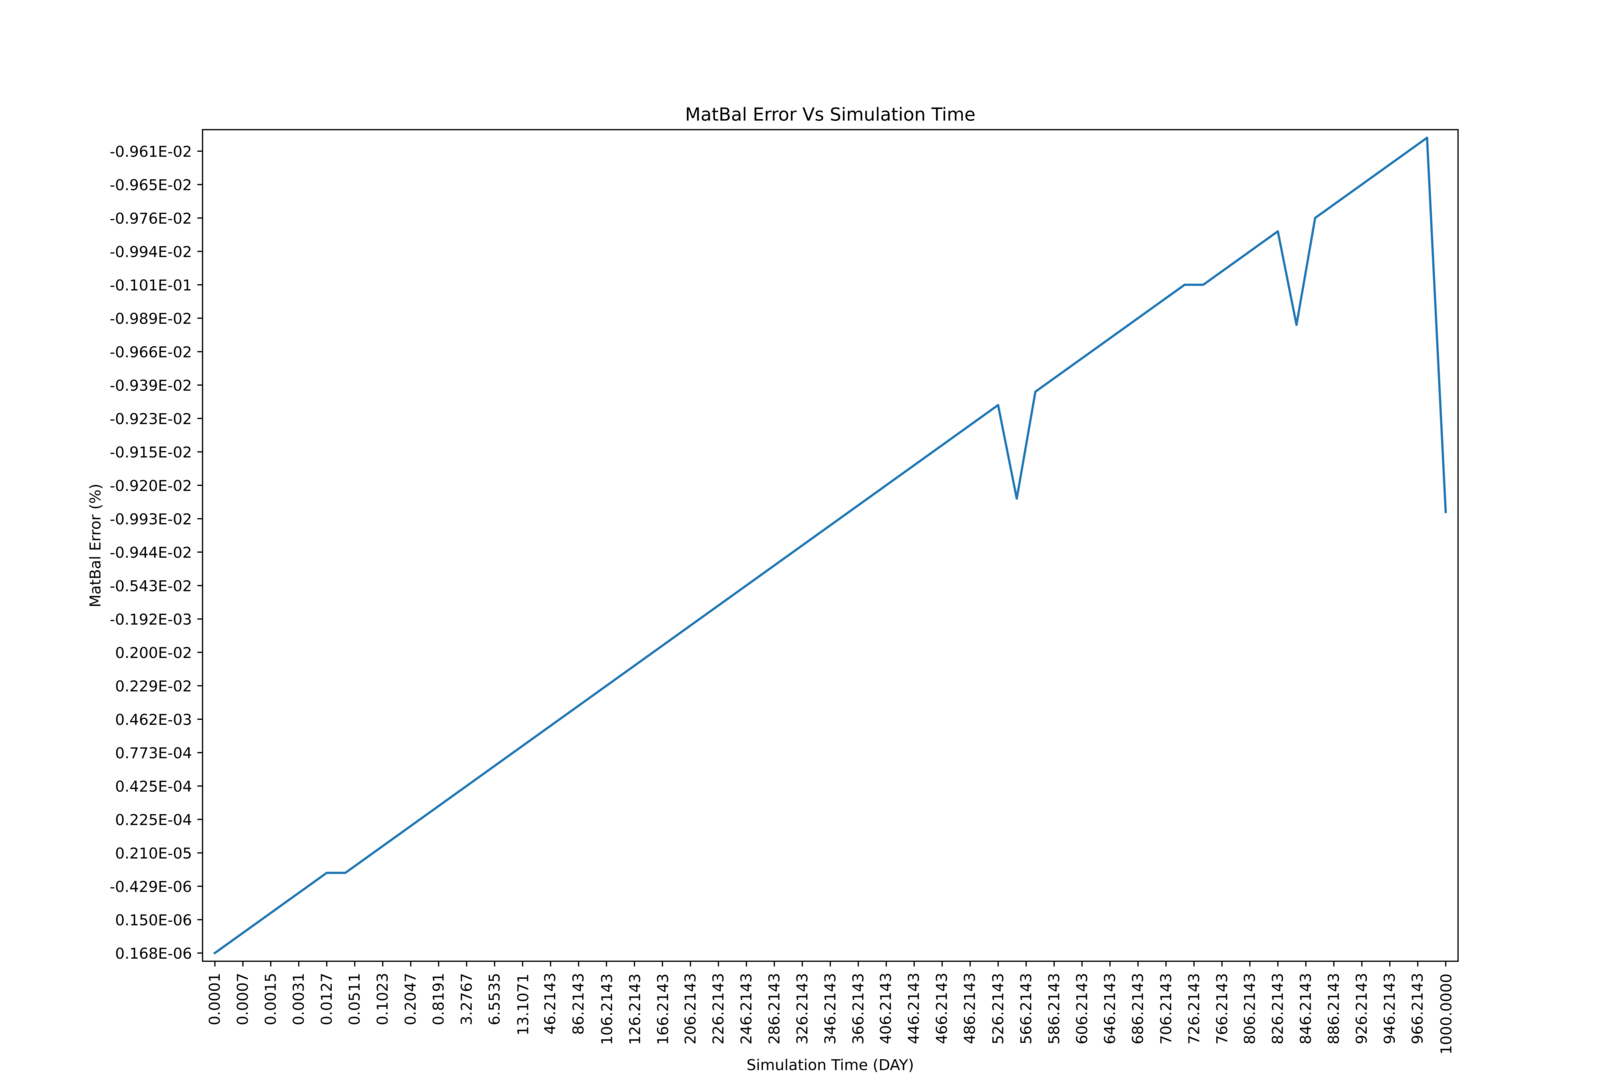 MatBal Error Vs Simulation Time
-0.961E-02
-0.965E-02
-0.976E-02
-0.994E-02
-0.101E-01
-0.989E-02
-0.966E-02
-0.939E-02
-0.923E-02
-0.915E-02
-0.920E-02
-0.993E-02
-0.944E-02
-0.543E-02
-0.192E-03
0.200E-02
0.229E-02
0.462E-03
0.773E-04
0.425E-04
0.225E-04
0.210E-05
-0.429E-06
0.150E-06
0.168E-06
MatBal Error (%)
0.0001
0.0007
0.0015
0.0031
0.0127
0.0511
0.1023
0.2047
0.8191
3.2767
6.5535
13.1071
46.2143
86.2143
106.2143
126.2143
166.2143
206.2143
226.2143
246.2143
286.2143
326.2143
346.2143
366.2143
406.2143
446.2143
466.2143
486.2143
526.2143
566.2143
586.2143
606.2143
646.2143
686.2143
706.2143
726.2143
766.2143
806.2143
826.2143
846.2143
886.2143
926.2143
946.2143
966.2143
1000.0000
Simulation Time (DAY)